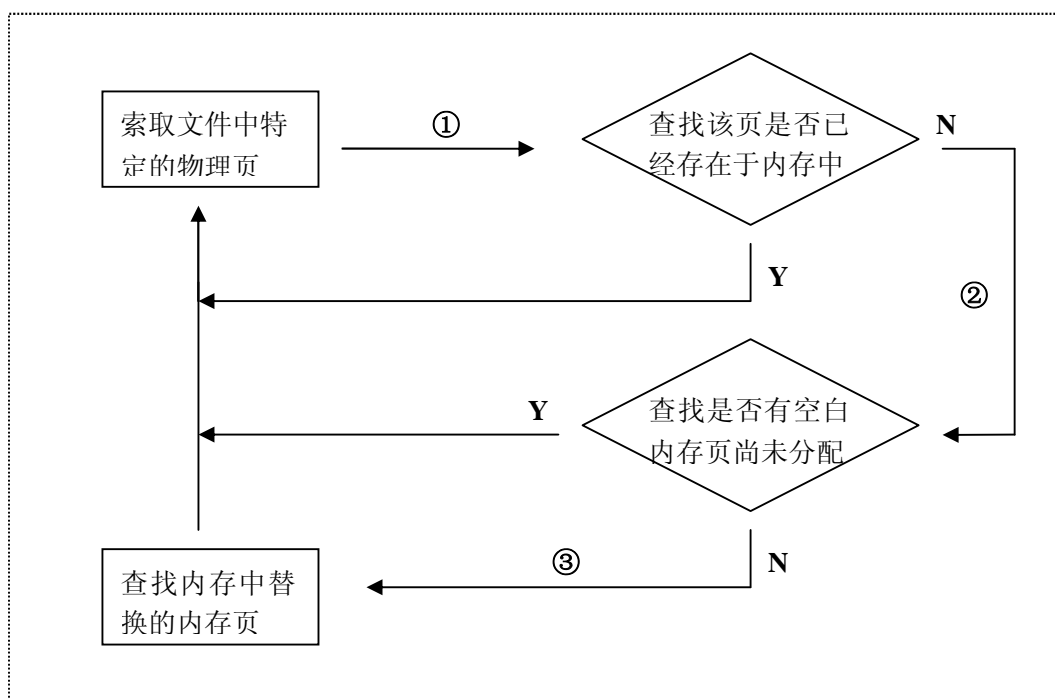 索取文件中特
定的物理页
①
查找该页是否已
经存在于内存中
N
Y
②
查找是否有空白
内存页尚未分配
Y
N
③
查找内存中替
换的内存页